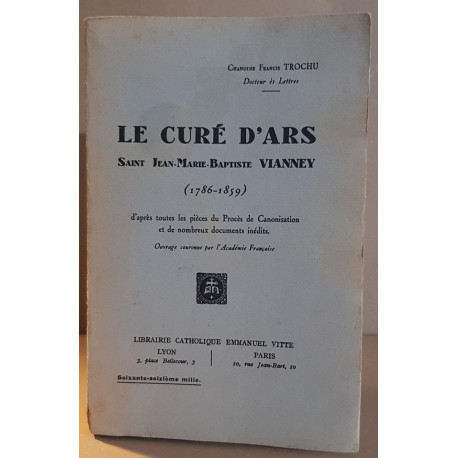 Chanoine Francis TROCHU
Docteur ès Lettres
LE CURÉ D'ARS
Saint Jean-Marie-Baptiste VIANNEY
(1786-1859)
d'après toutes les pièces du Procès de Canonisation
et de nombreux documents inédits.
Ouvrage couronné par l'Académie Française
LIBRAIRIE CATHOLIQUE EMMANUEL VITTE
LYON
3, place Bellecour, 3
PARIS
10, rue Jean-Bart, 10
Seizante-seizième mille.